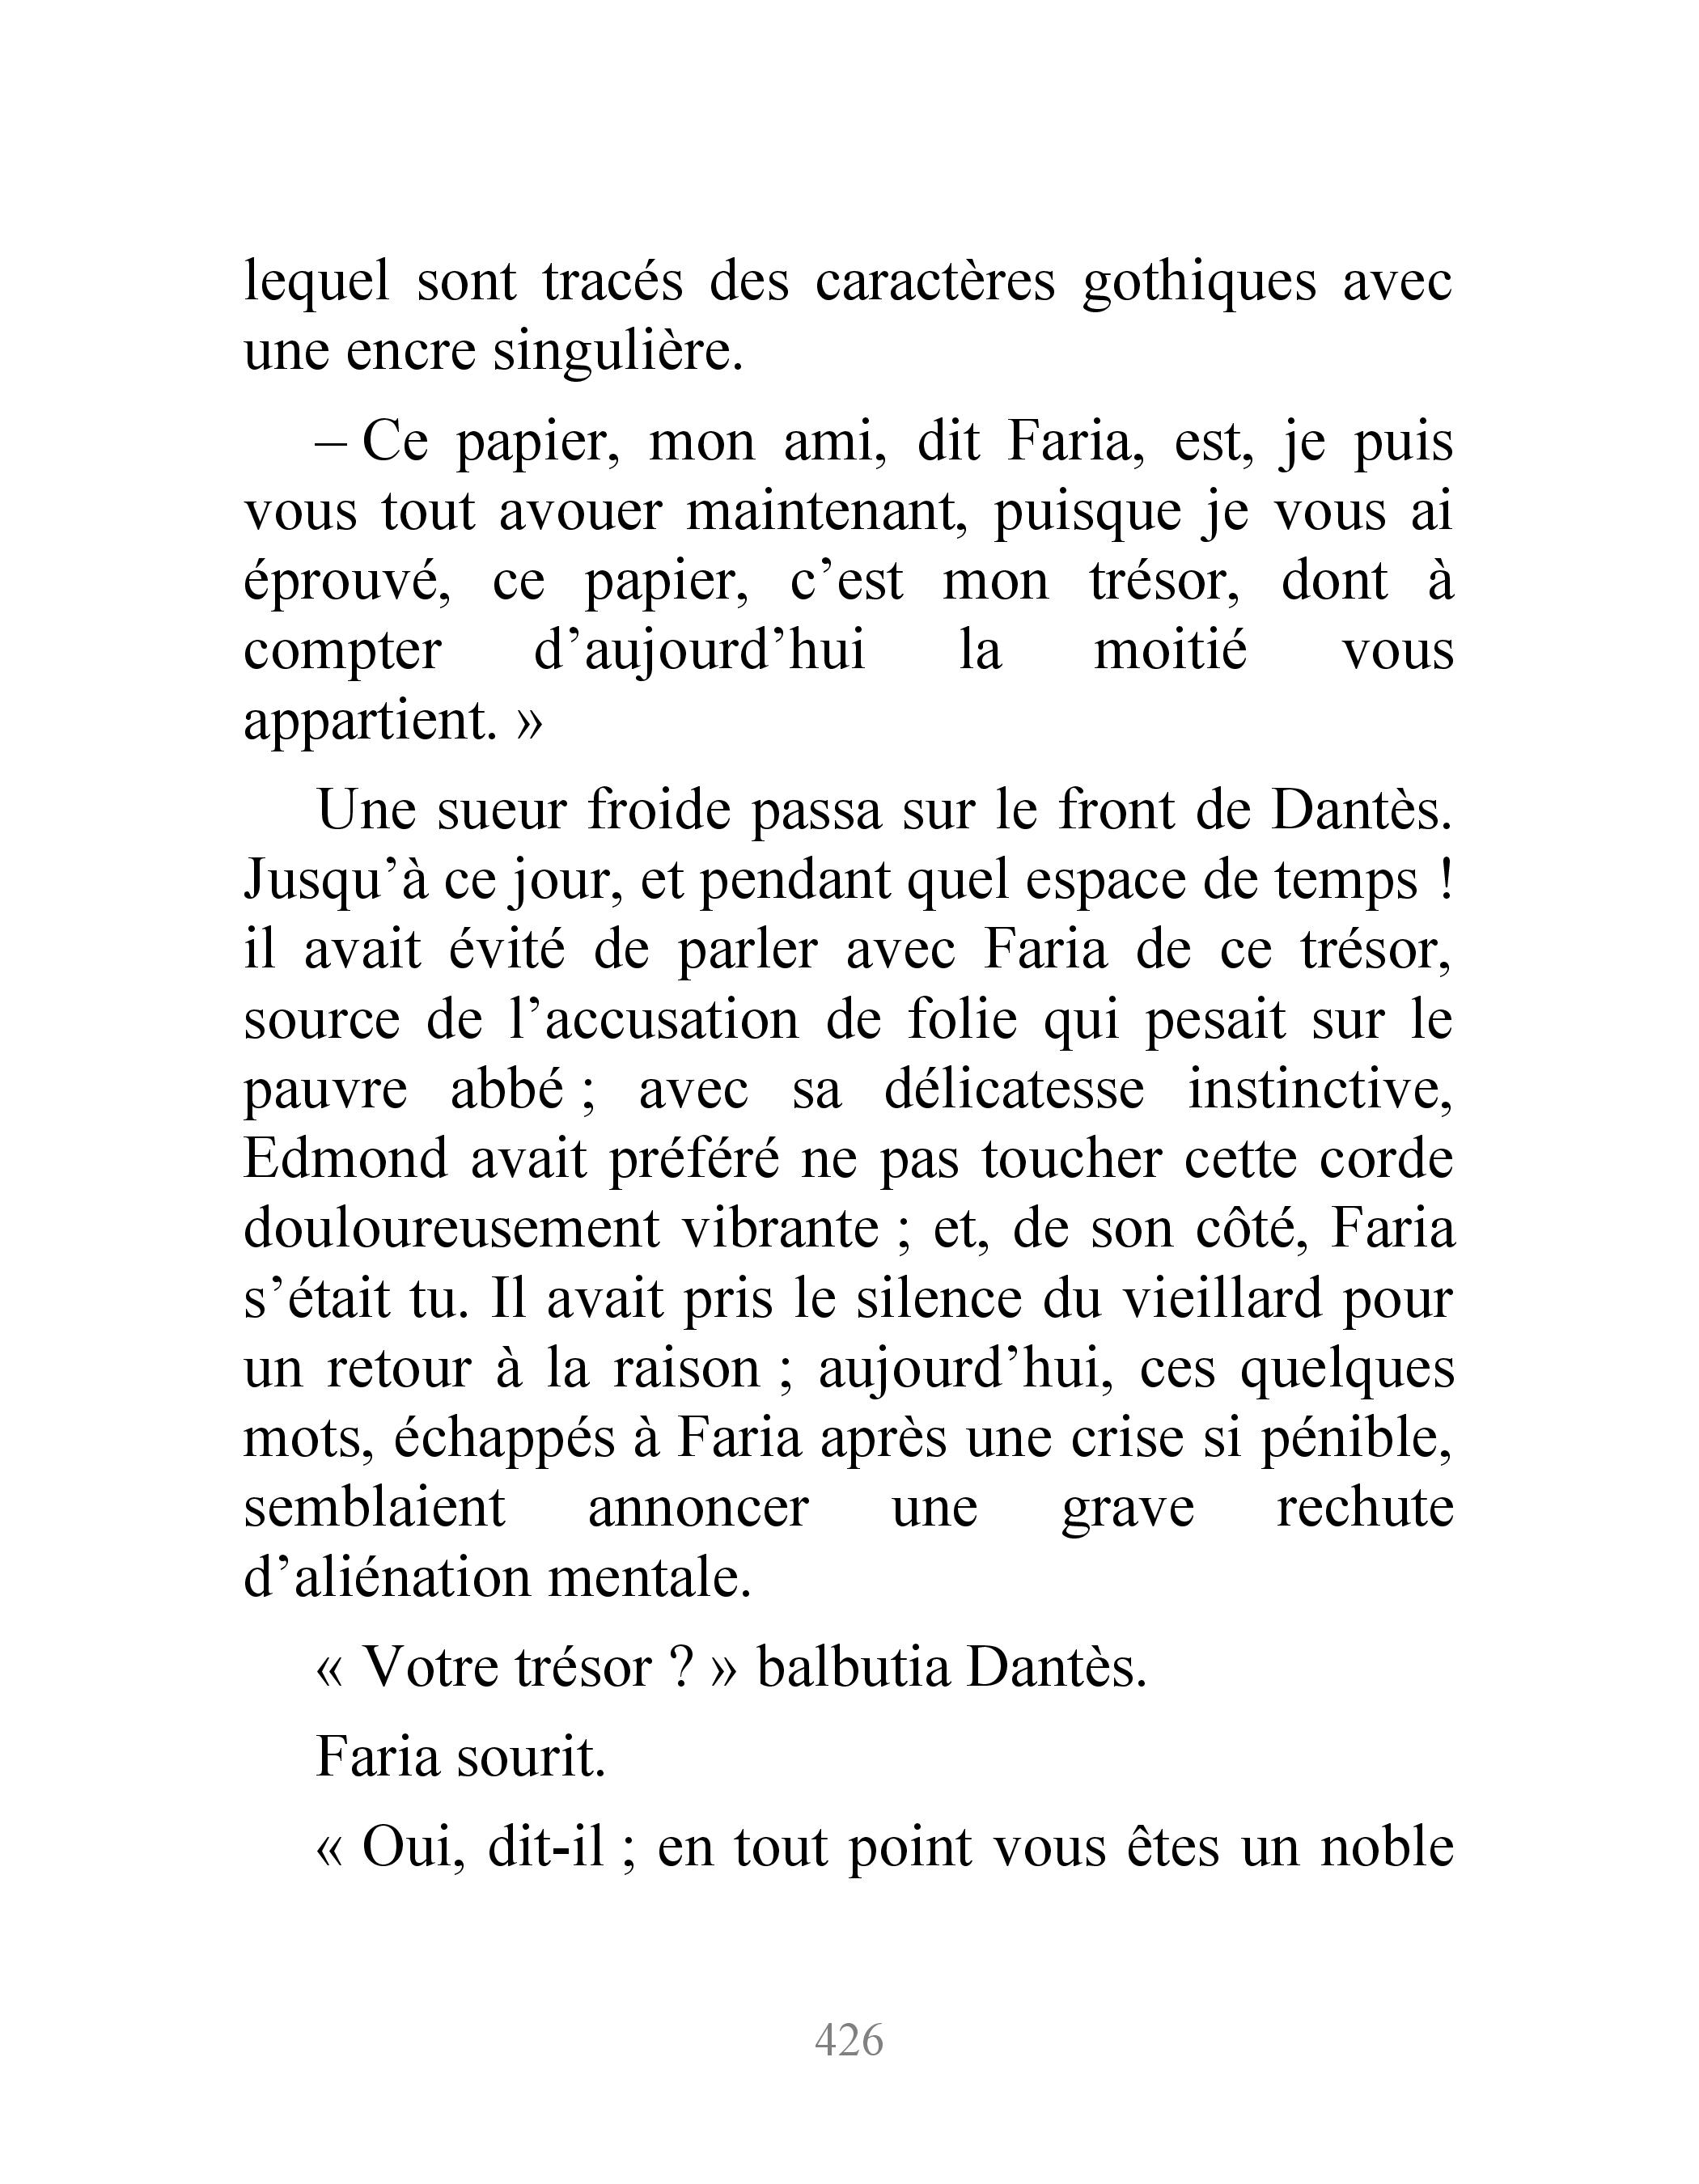 lequel sont tracés des caractères gothiques avec
une encre singulière.
– Ce papier, mon ami, dit Faria, est, je puis
vous tout avouer maintenant, puisque je vous ai
éprouvé, ce papier, c’est mon trésor, dont à
compter d’aujourd’hui la moitié vous
appartient. »
Une sueur froide passa sur le front de Dantès.
Jusqu’à ce jour, et pendant quel espace de temps !
il avait évité de parler avec Faria de ce trésor,
source de l’accusation de folie qui pesait sur le
pauvre abbé ; avec sa délicatesse instinctive,
Edmond avait préféré ne pas toucher cette corde
douloureusement vibrante ; et, de son côté, Faria
s’était tu. Il avait pris le silence du vieillard pour
un retour à la raison ; aujourd’hui, ces quelques
mots, échappés à Faria après une crise si pénible,
semblaient annoncer une grave rechute
d’aliénation mentale.
« Votre trésor ? » balbutia Dantès.
Faria sourit.
« Oui, dit-il ; en tout point vous êtes un noble
426